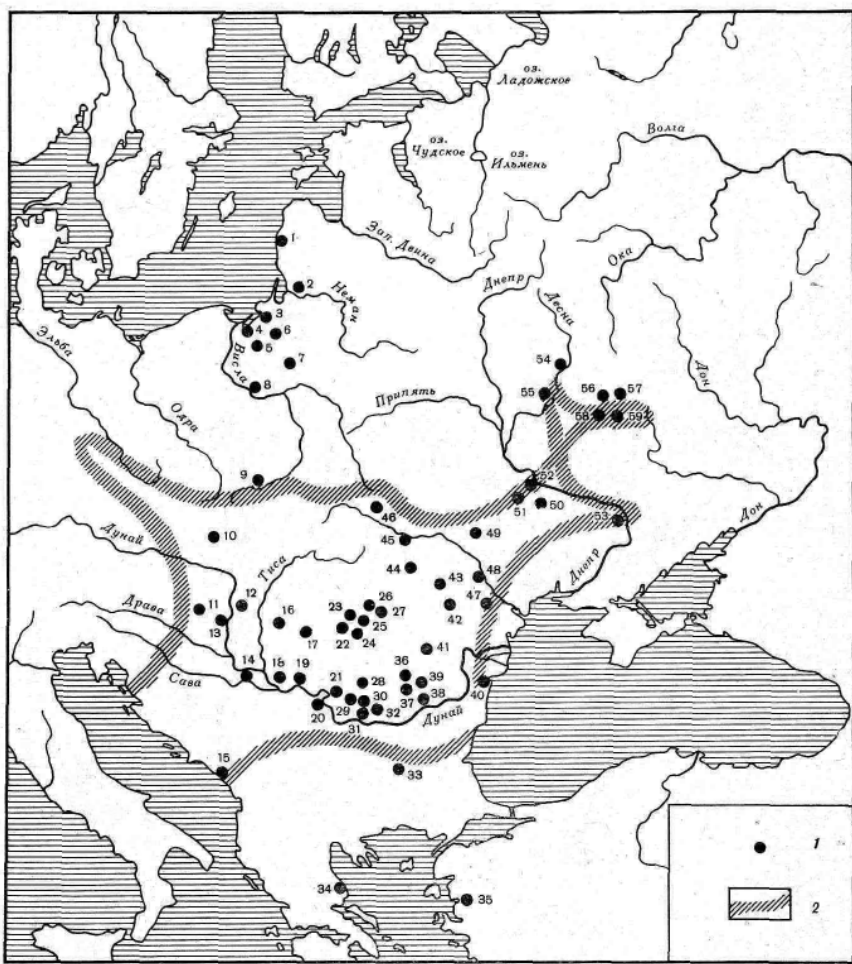 оз.
Ладожское
оз.
Чудское
оз.
Ильмень
Волга
Зап. Двина
Ока
Днепр
Десна
Неман
Эльба
Висла
Одра
Припять
Дон
Дунай
Тиса
Драва
Сава
Днепр
Дон
Дунай
1
2
3
4
5
6
7
8
9
10
11
12
13
14
15
16
17
18
19
20
21
22
23
24
25
26
27
28
29
30
31
32
33
34
35
36
37
38
39
40
41
42
43
44
45
46
47
48
49
50
51
52
53
54
55
56
57
58
59
1
2